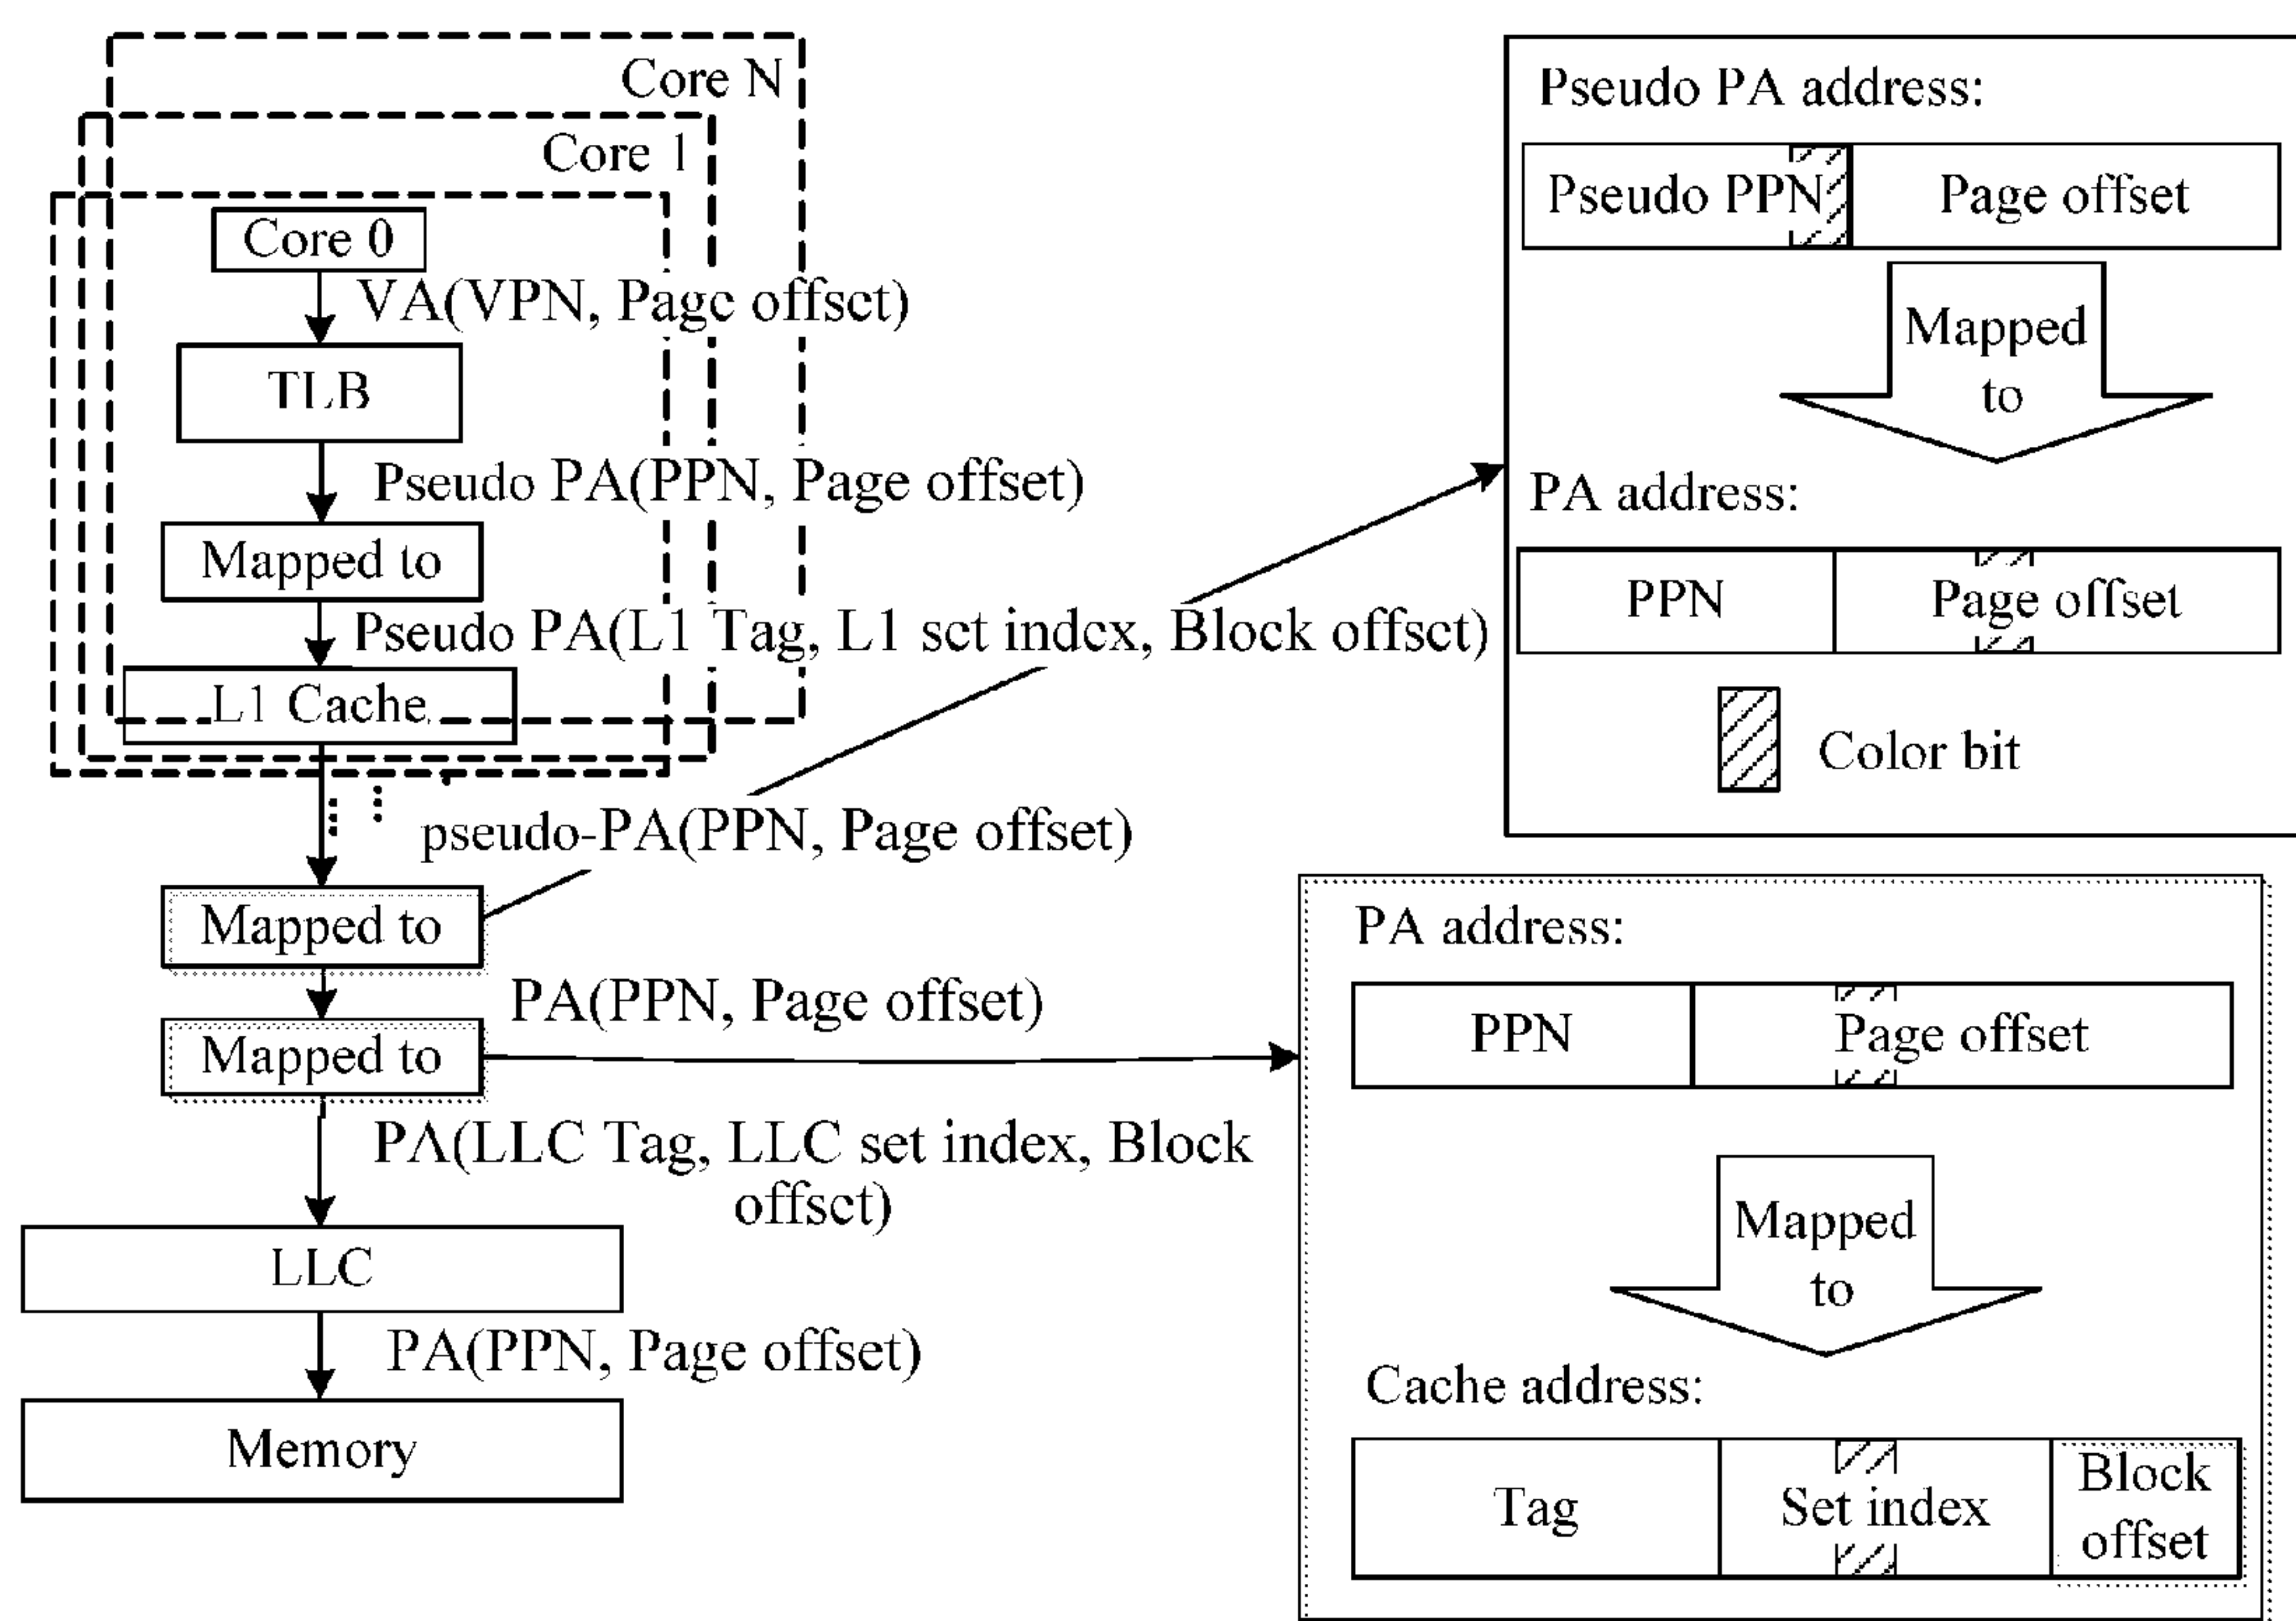 Core N
Core 1
Core 0
VA(VPN, Page offset)
TLB
Pseudo PA(PPN, Page offset)
Mapped to
Pseudo PA(L1 Tag, L1 set index, Block offset)
L1 Cache
pseudo-PA(PPN, Page offset)
Mapped to
PA(PPN, Page offset)
Mapped to
PA(LLC Tag, LLC set index, Block
offset)
LLC
PA(PPN, Page offset)
Memory
Pseudo PA address:
Pseudo PPN
Page offset
Mapped
to
PA address:
PPN
Page offset
Color bit
PA address:
PPN
Page offset
Mapped
to
Cache address:
Tag
Set index
Block
offset